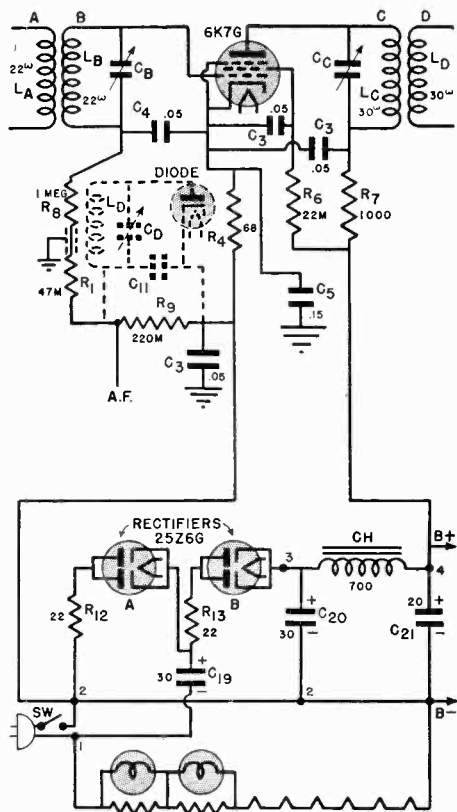 A B 6K7G C D
22ω LA LB 22ω CB CC LC 30ω LD 30ω
C4 .05 .05 C3 C3 .05
DIODE
1 MEG R8 LD CD R4 68 R6 22M R7 1000
C11
R1 47M R9 220M C5 .15
C3 .05
A.F.
RECTIFIERS
25Z6G
CH
B+
A B 3 700 4
R12 22 R13 22 C20 30 + − 20 + − C21
30 + − C19
SW 2 2 B−
1